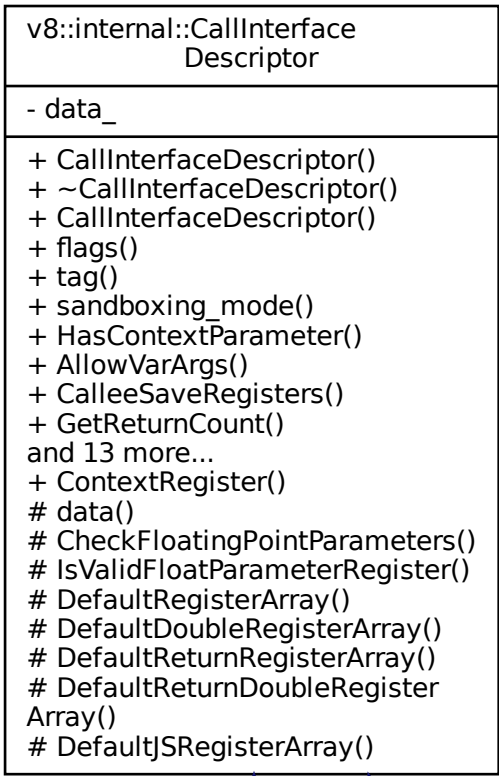 v8::internal::CallInterface
Descriptor
- data_
+ CallInterfaceDescriptor()
+ ~CallInterfaceDescriptor()
+ CallInterfaceDescriptor()
+ flags()
+ tag()
+ sandboxing_mode()
+ HasContextParameter()
+ AllowVarArgs()
+ CalleeSaveRegisters()
+ GetReturnCount()
and 13 more...
+ ContextRegister()
# data()
# CheckFloatingPointParameters()
# IsValidFloatParameterRegister()
# DefaultRegisterArray()
# DefaultDoubleRegisterArray()
# DefaultReturnRegisterArray()
# DefaultReturnDoubleRegister
Array()
# DefaultJSRegisterArray()